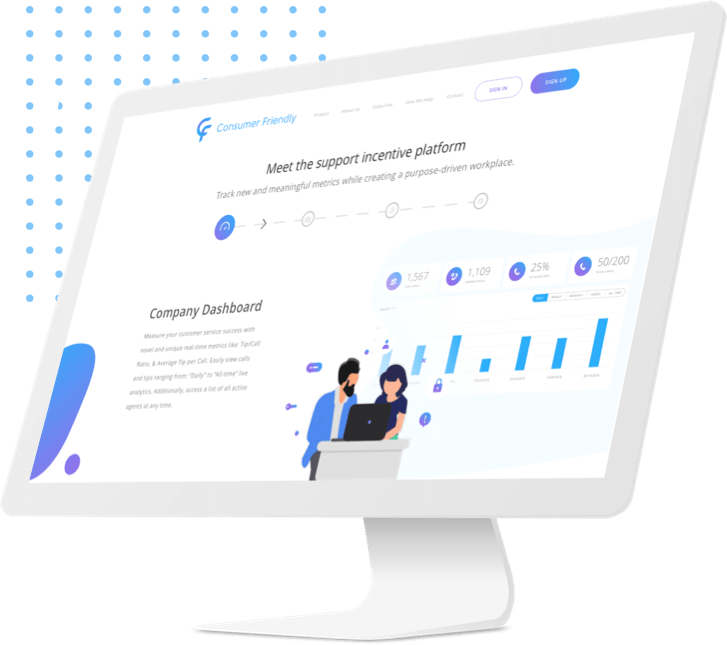 Consumer Friendly
About Us
Subscribe
How We Help
Contact
SIGN IN
SIGN UP
Meet the support incentive platform
Track new and meaningful metrics while creating a purpose-driven workplace.
1,567
1,109
25%
50/200
Company Dashboard
Measure your customer service success with
novel and unique real-time metrics like: Tip/Call
Ratio, & Average Tip per Call. Easily view calls
and tips ranging from: "Daily" to "All-time" live
analytics. Additionally, access a list of all active
agents at any time.